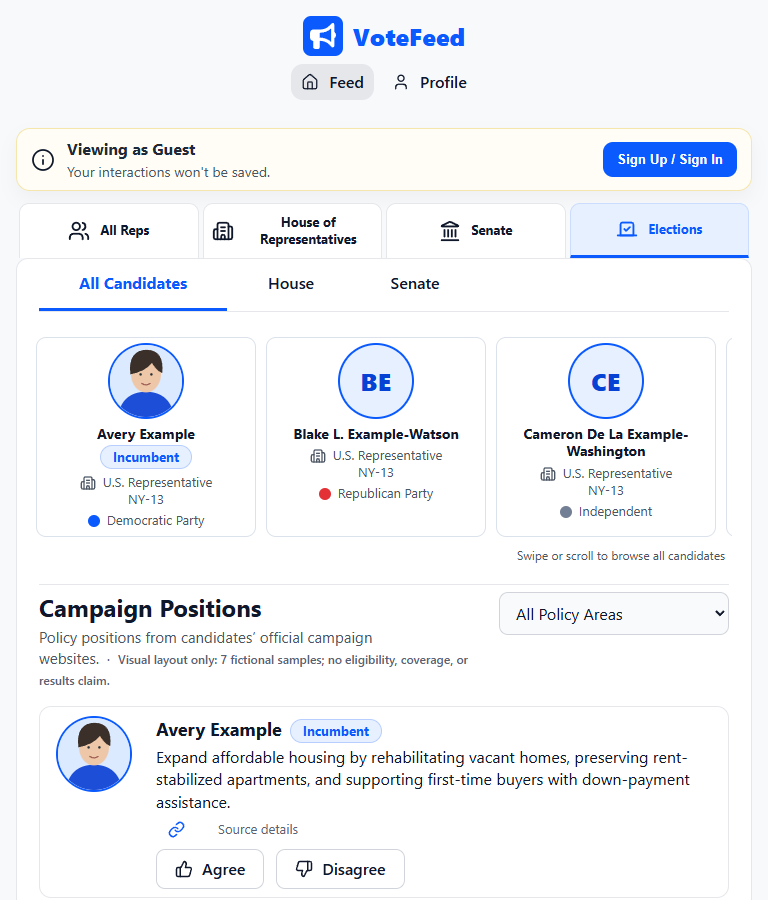 VoteFeed
Feed
Profile
Viewing as Guest
Your interactions won't be saved.
Sign Up / Sign In
All Reps
House of
Representatives
Senate
Elections
All Candidates
House
Senate
Avery Example
Incumbent
U.S. Representative
NY-13
Democratic Party
BE
Blake L. Example-Watson
U.S. Representative
NY-13
Republican Party
CE
Cameron De La Example-
Washington
U.S. Representative
NY-13
Independent
Swipe or scroll to browse all candidates
Campaign Positions
All Policy Areas
Policy positions from candidates’ official campaign
websites. · Visual layout only: 7 fictional samples; no eligibility, coverage, or
results claim.
Avery Example Incumbent
Expand affordable housing by rehabilitating vacant homes, preserving rent-
stabilized apartments, and supporting first-time buyers with down-payment
assistance.
Source details
Agree
Disagree